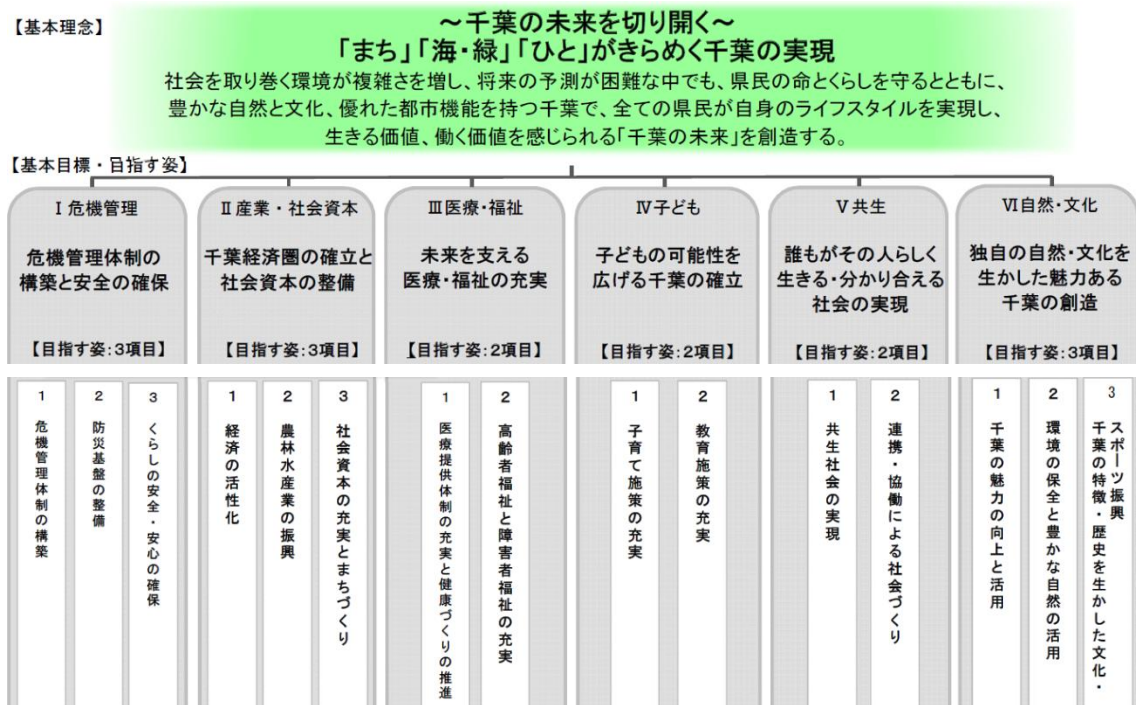 【基本理念】
～千葉の未来を切り開く～
「まち」「海・緑」「ひと」がきらめく千葉の実現
社会を取り巻く環境が複雑さを増し、将来の予測が困難な中でも、県民の命とくらしを守るとともに、
豊かな自然と文化、優れた都市機能を持つ千葉で、全ての県民が自身のライフスタイルを実現し、
生きる価値、働く価値を感じられる「千葉の未来」を創造する。
【基本目標・目指す姿】
Ⅰ 危機管理
危機管理体制の
構築と安全の確保
【目指す姿:3項目】
1 危機管理体制の構築
2 防災基盤の整備
3 くらしの安全・安心の確保
Ⅱ 産業・社会資本
千葉経済圏の確立と
社会資本の整備
【目指す姿:3項目】
1 経済の活性化
2 農林水産業の振興
3 社会資本の充実とまちづくり
Ⅲ医療・福祉
未来を支える
医療・福祉の充実
【目指す姿:2項目】
1 医療提供体制の充実と健康づくりの推進
2 高齢者福祉と障害者福祉の充実
Ⅳ子ども
子どもの可能性を
広げる千葉の確立
【目指す姿:2項目】
1 子育て施策の充実
2 教育施策の充実
Ⅴ共生
誰もがその人らしく
生きる・分かり合える
社会の実現
【目指す姿:2項目】
1 共生社会の実現
2 連携・協働による社会づくり
Ⅵ自然・文化
独自の自然・文化を
生かした魅力ある
千葉の創造
【目指す姿:3項目】
1 千葉の魅力の向上と活用
2 環境の保全と豊かな自然の活用
3 千葉の特徴・歴史を生かした文化・
スポーツ振興